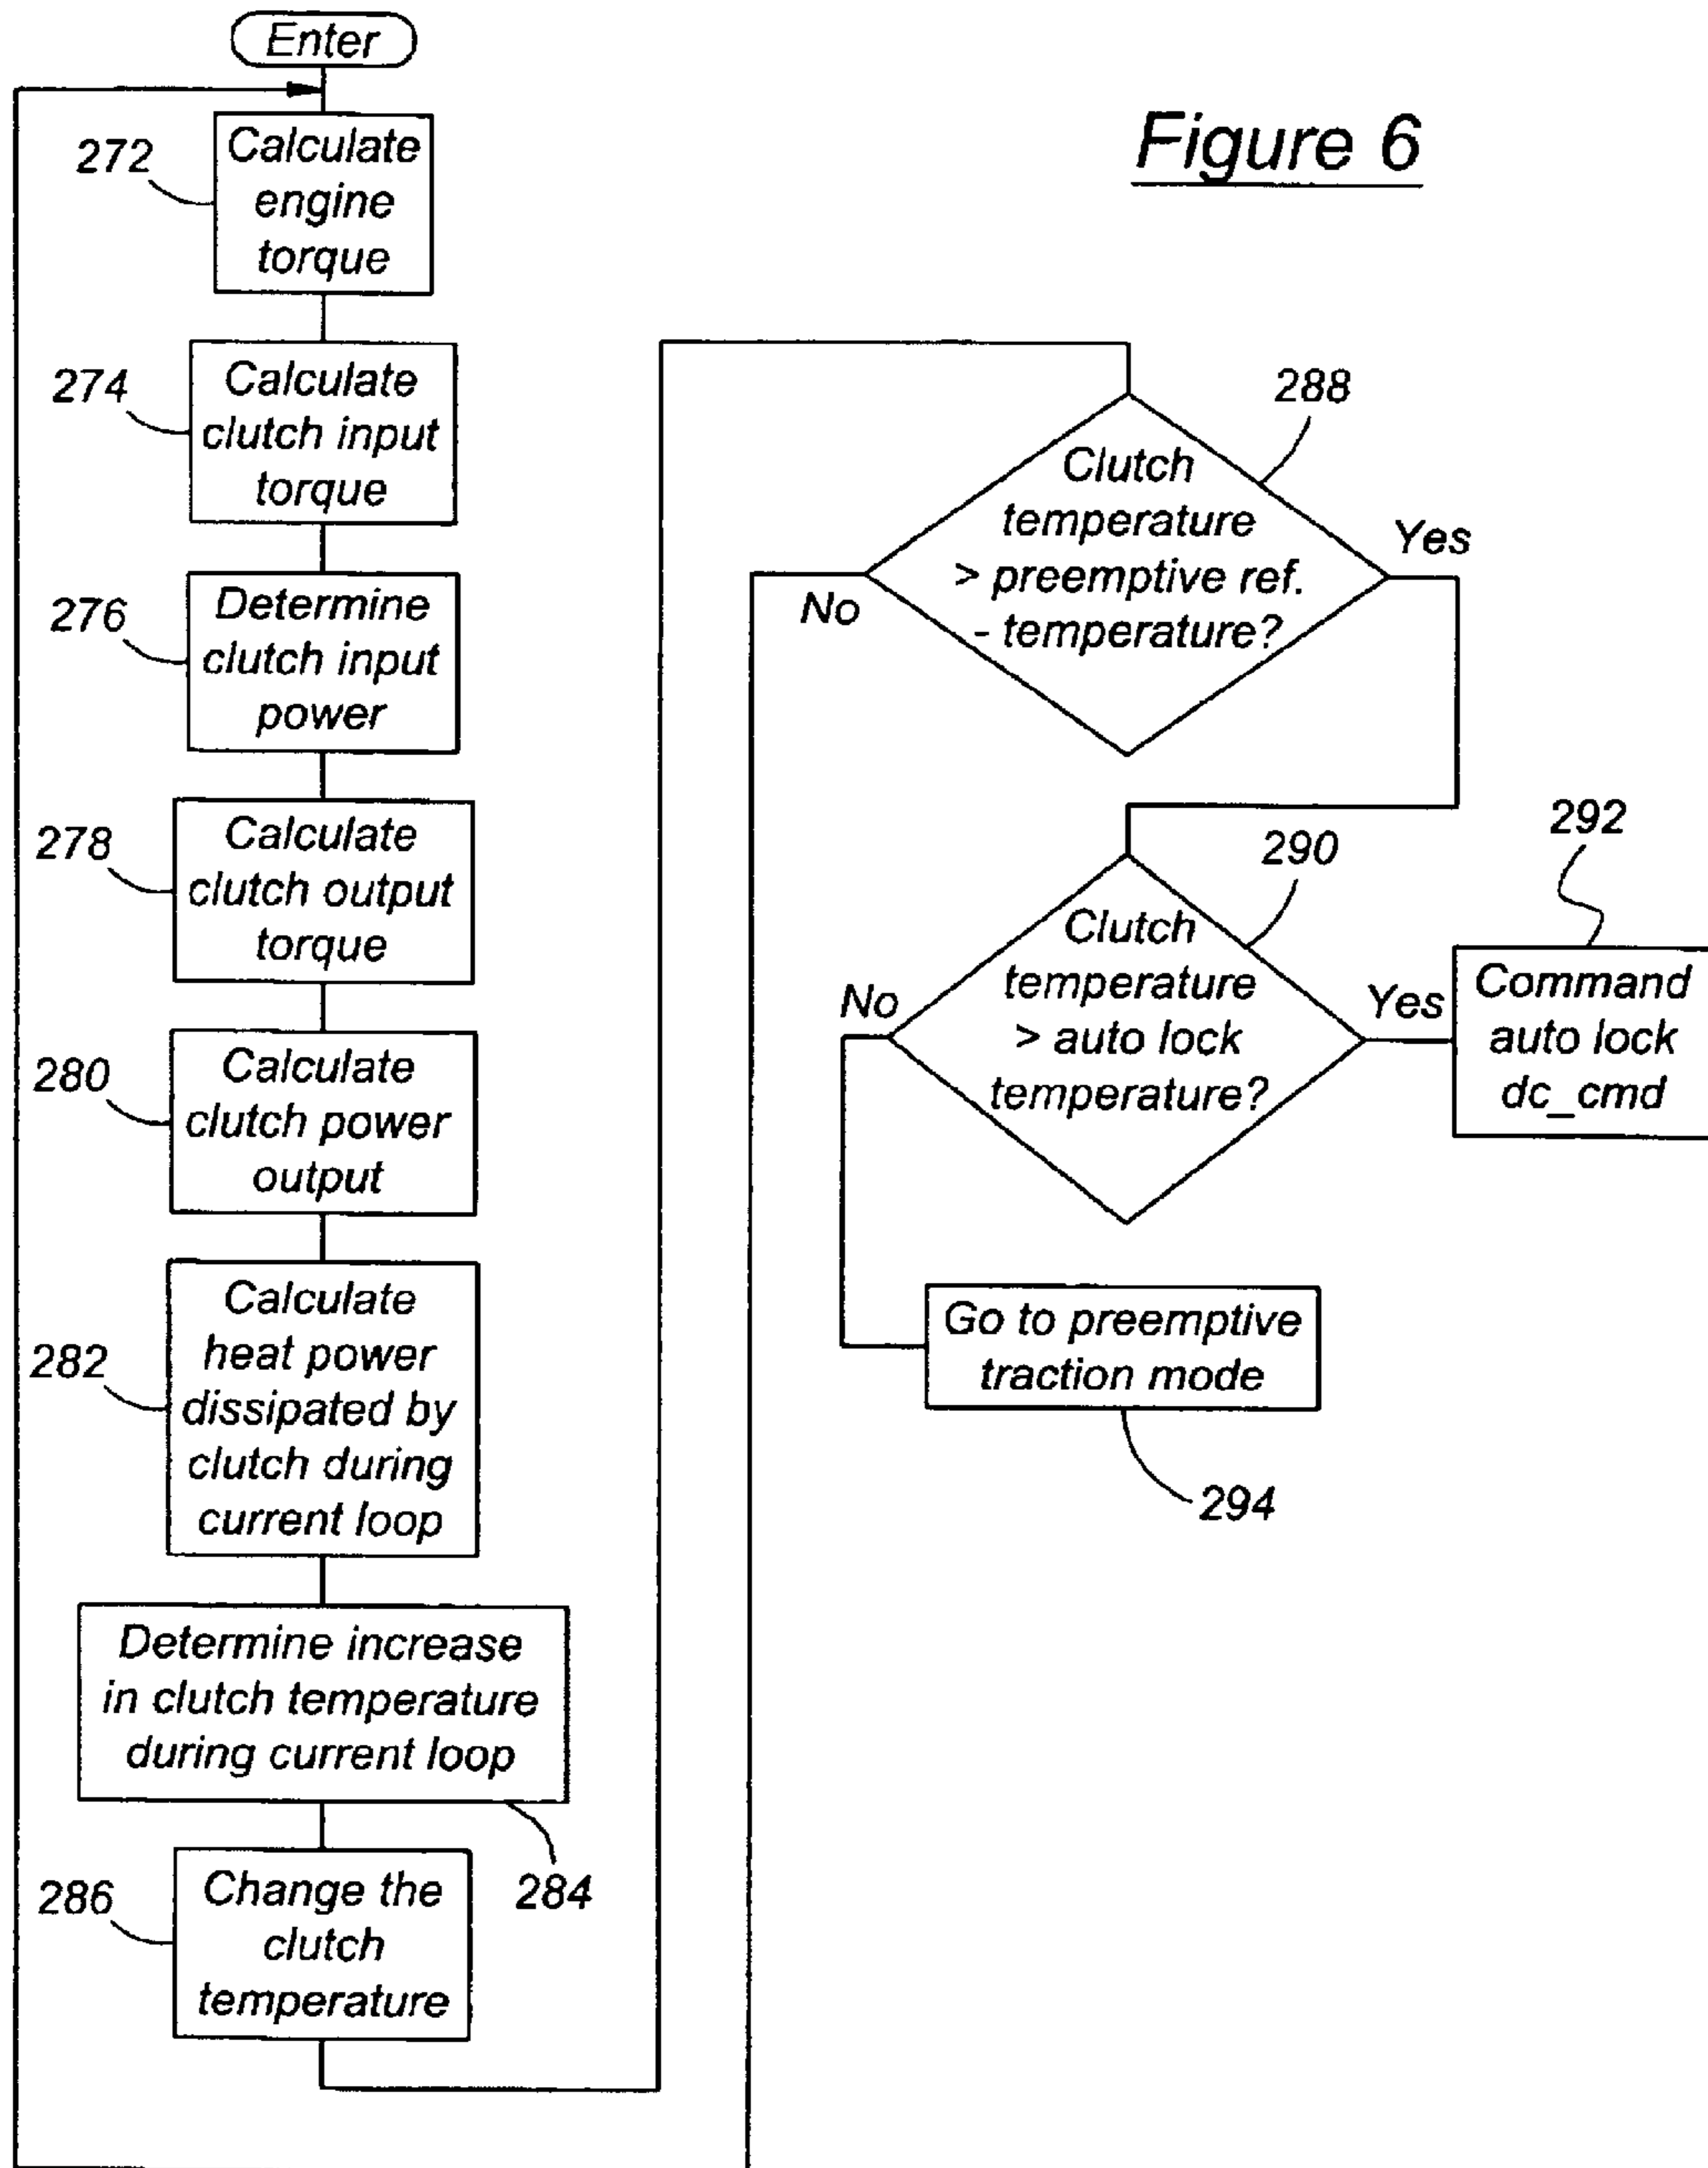 Enter
Figure 6
272
Calculate
engine
torque
274
Calculate
clutch input
torque
276
Determine
clutch input
power
278
Calculate
clutch output
torque
280
Calculate
clutch power
output
282
Calculate
heat power
dissipated by
clutch during
current loop
Determine increase
in clutch temperature
during current loop
284
286
Change the
clutch
temperature
288
Clutch
temperature
> preemptive ref.
- temperature?
No
Yes
290
Clutch
temperature
> auto lock
temperature?
No
Yes
292
Command
auto lock
dc_cmd
Go to preemptive
traction mode
294